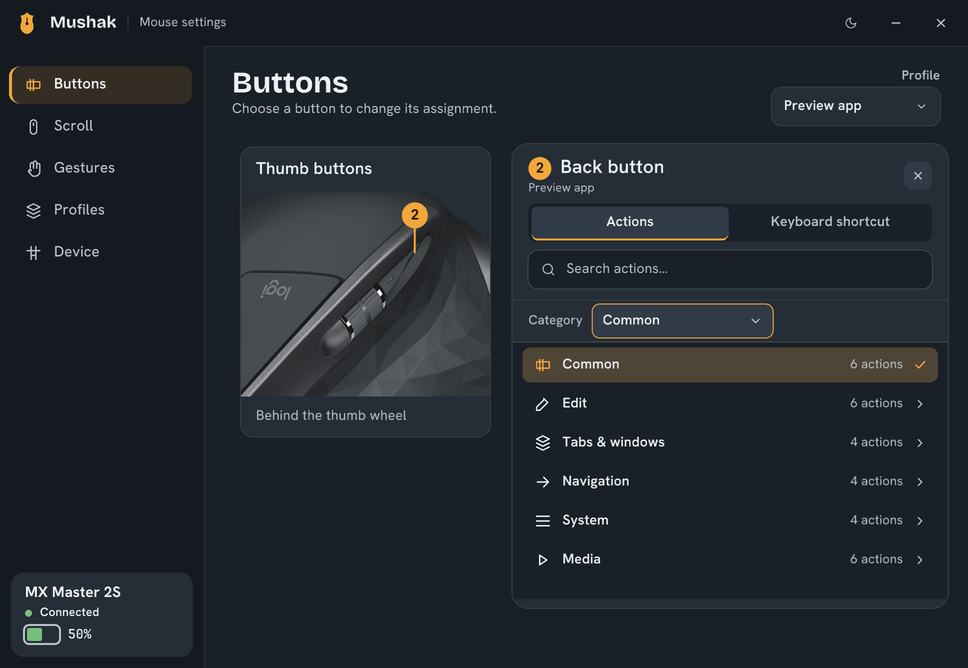 Mushak
Mouse settings
Buttons
Scroll
Gestures
Profiles
Device
MX Master 2S
Connected
50%
Buttons
Choose a button to change its assignment.
Profile
Preview app
Thumb buttons
2
logi
Behind the thumb wheel
2 Back button
Preview app
Actions
Keyboard shortcut
Search actions...
Category Common
Common 6 actions
Edit 6 actions
Tabs & windows 4 actions
Navigation 4 actions
System 4 actions
Media 6 actions